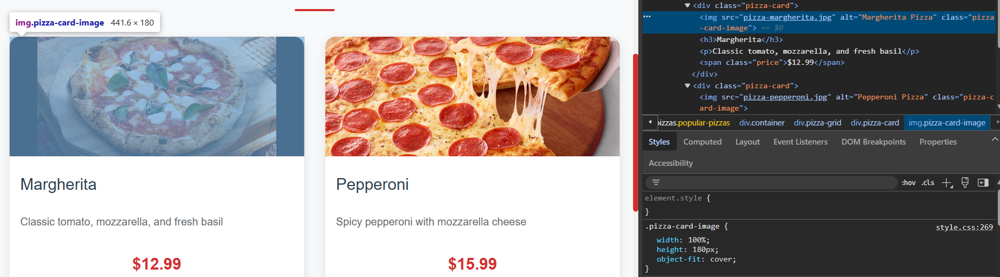 img.pizza-card-image 441.6 × 180
Margherita
Classic tomato, mozzarella, and fresh basil
$12.99
Pepperoni
Spicy pepperoni with mozzarella cheese
$15.99
<div class="pizza-card">
<img src="pizza-margherita.jpg" alt="Margherita Pizza" class="pizza
-card-image"> == $0
<h3>Margherita</h3>
<p>Classic tomato, mozzarella, and fresh basil</p>
<span class="price">$12.99</span>
</div>
<div class="pizza-card">
<img src="pizza-pepperoni.jpg" alt="Pepperoni Pizza" class="pizza-c
ard-image">
pizzas.popular-pizzas div.container div.pizza-grid div.pizza-card img.pizza-card-image
Styles Computed Layout Event Listeners DOM Breakpoints Properties
Accessibility
:hov .cls
element.style {
}
.pizza-card-image { style.css:269
width: 100%;
height: 180px;
object-fit: cover;
}